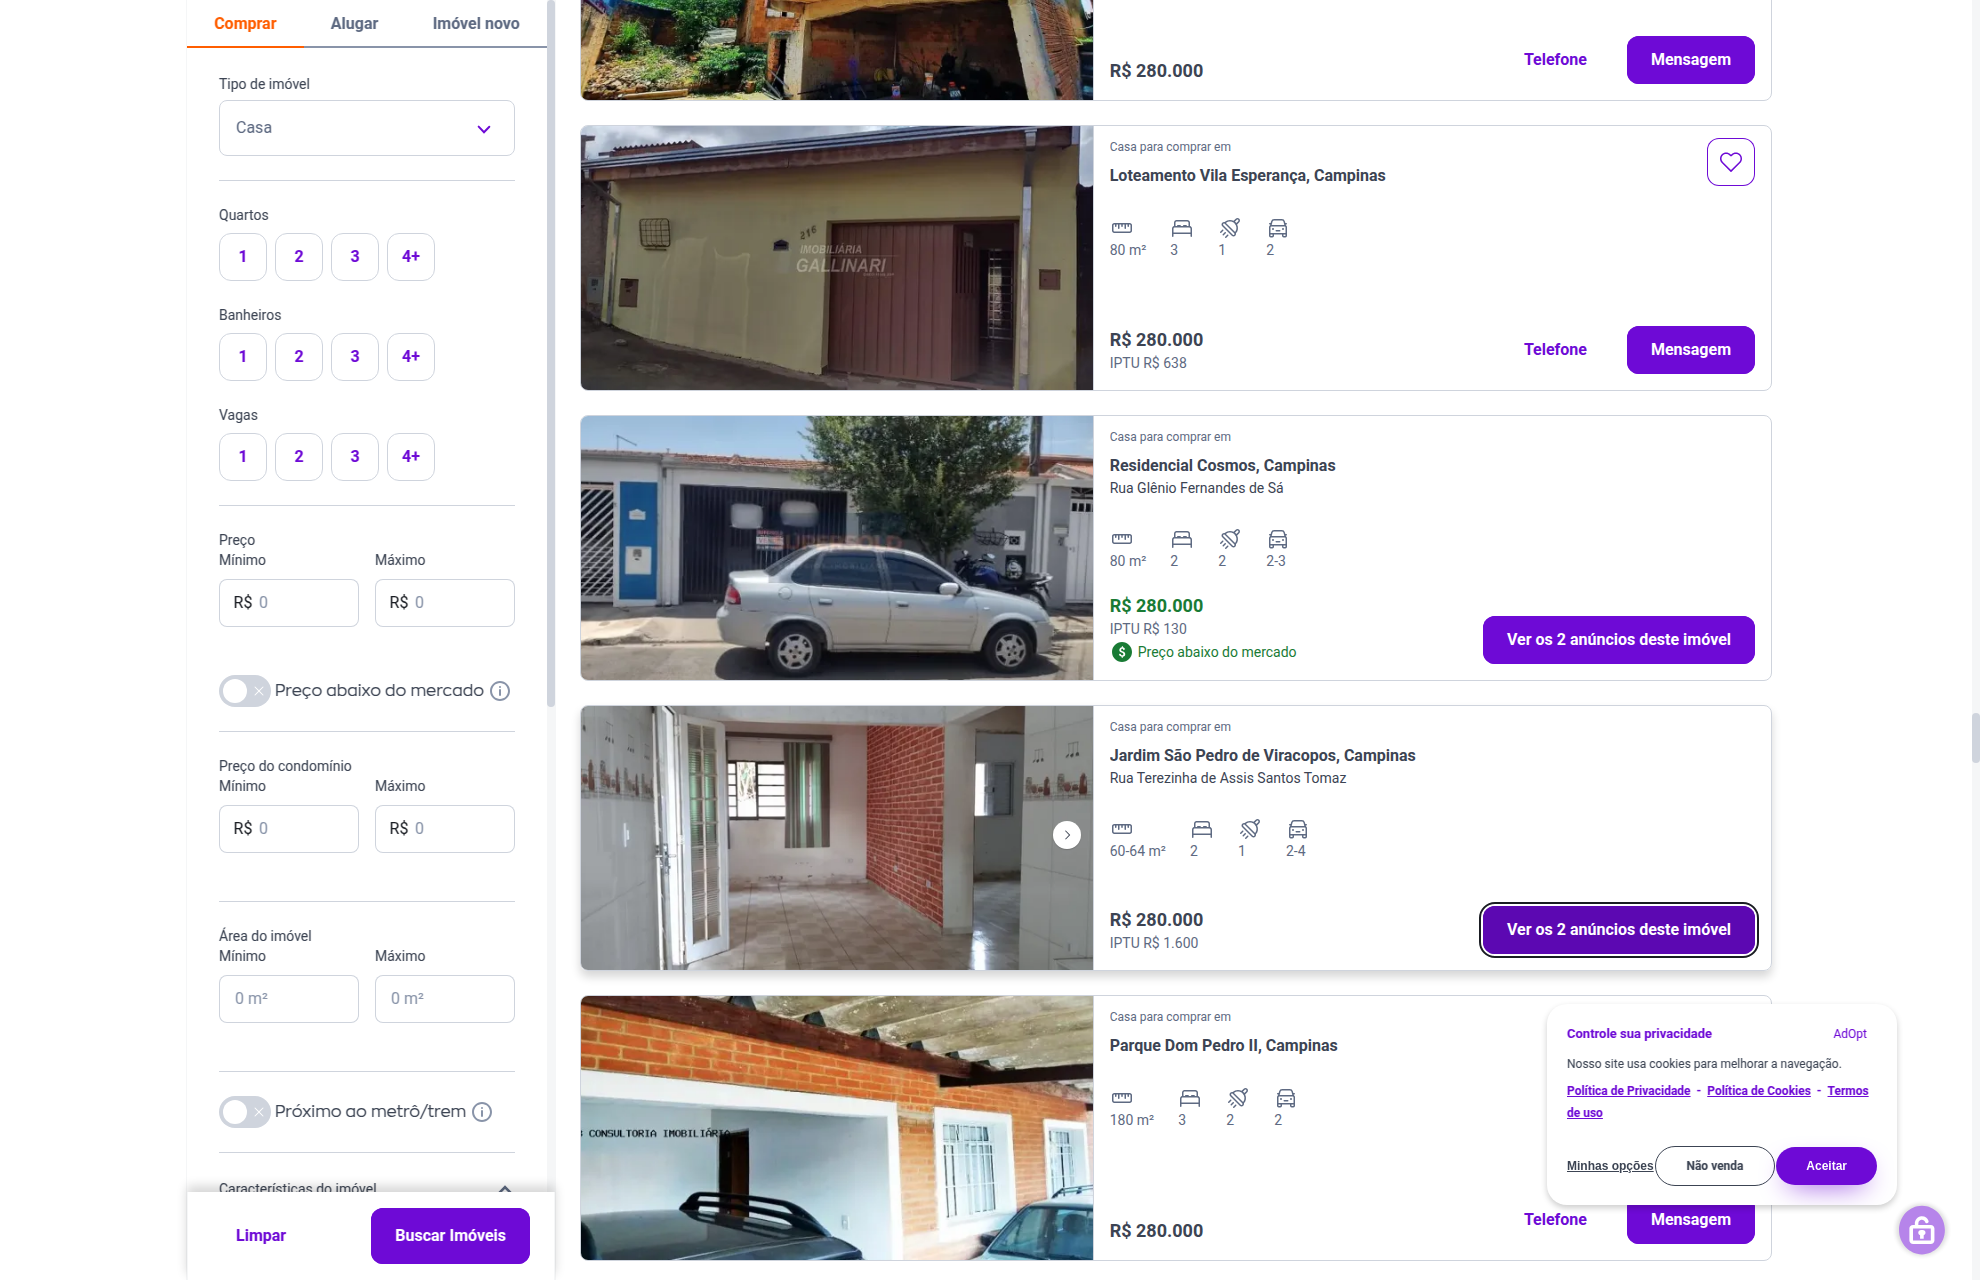 Comprar
Alugar
Imóvel novo
Tipo de imóvel
Casa
Quartos
1
2
3
4+
Banheiros
1
2
3
4+
Vagas
1
2
3
4+
Preço
Mínimo
Máximo
R$ 0
R$ 0
Preço abaixo do mercado
Preço do condomínio
Mínimo
Máximo
R$ 0
R$ 0
Área do imóvel
Mínimo
Máximo
0 m²
0 m²
Próximo ao metrô/trem
Características do imóvel
Limpar
Buscar Imóveis
R$ 280.000
Telefone
Mensagem
216
IMOBILIÁRIA
GALLINARI
Casa para comprar em
Loteamento Vila Esperança, Campinas
80 m²
3
1
2
R$ 280.000
IPTU R$ 638
Telefone
Mensagem
Casa para comprar em
Residencial Cosmos, Campinas
Rua Glênio Fernandes de Sá
80 m²
2
2
2-3
R$ 280.000
IPTU R$ 130
Preço abaixo do mercado
Ver os 2 anúncios deste imóvel
Casa para comprar em
Jardim São Pedro de Viracopos, Campinas
Rua Terezinha de Assis Santos Tomaz
60-64 m²
2
1
2-4
R$ 280.000
IPTU R$ 1.600
Ver os 2 anúncios deste imóvel
CONSULTORIA IMOBILIÁRIA
Casa para comprar em
Parque Dom Pedro II, Campinas
180 m²
3
2
2
R$ 280.000
Telefone
Mensagem
Controle sua privacidade
AdOpt
Nosso site usa cookies para melhorar a navegação.
Política de Privacidade - Política de Cookies - Termos
de uso
Minhas opções
Não venda
Aceitar